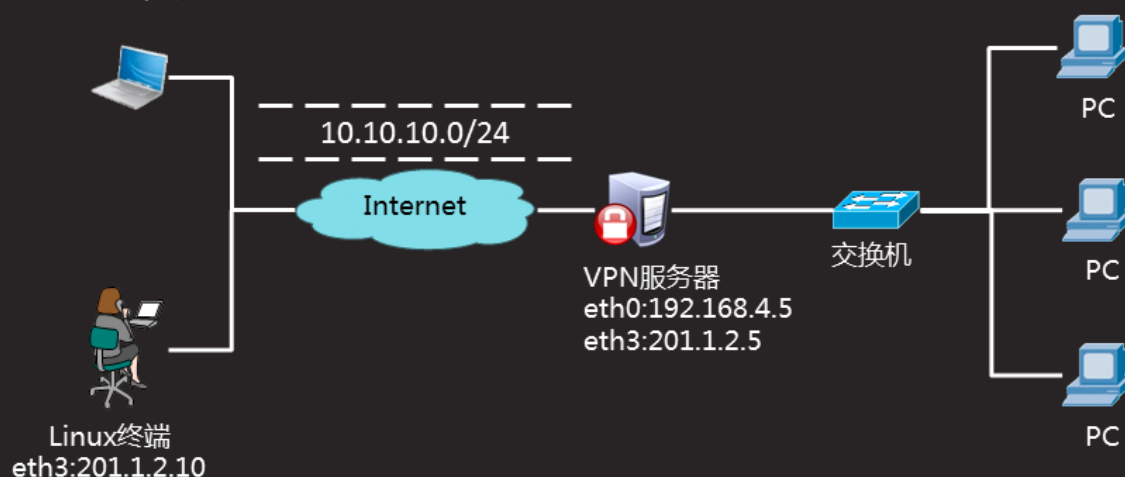 10.10.10.0/24
Internet
PC
PC
PC
交换机
VPN服务器
eth0:192.168.4.5
eth3:201.1.2.5
Linux终端
eth3:201.1.2.10